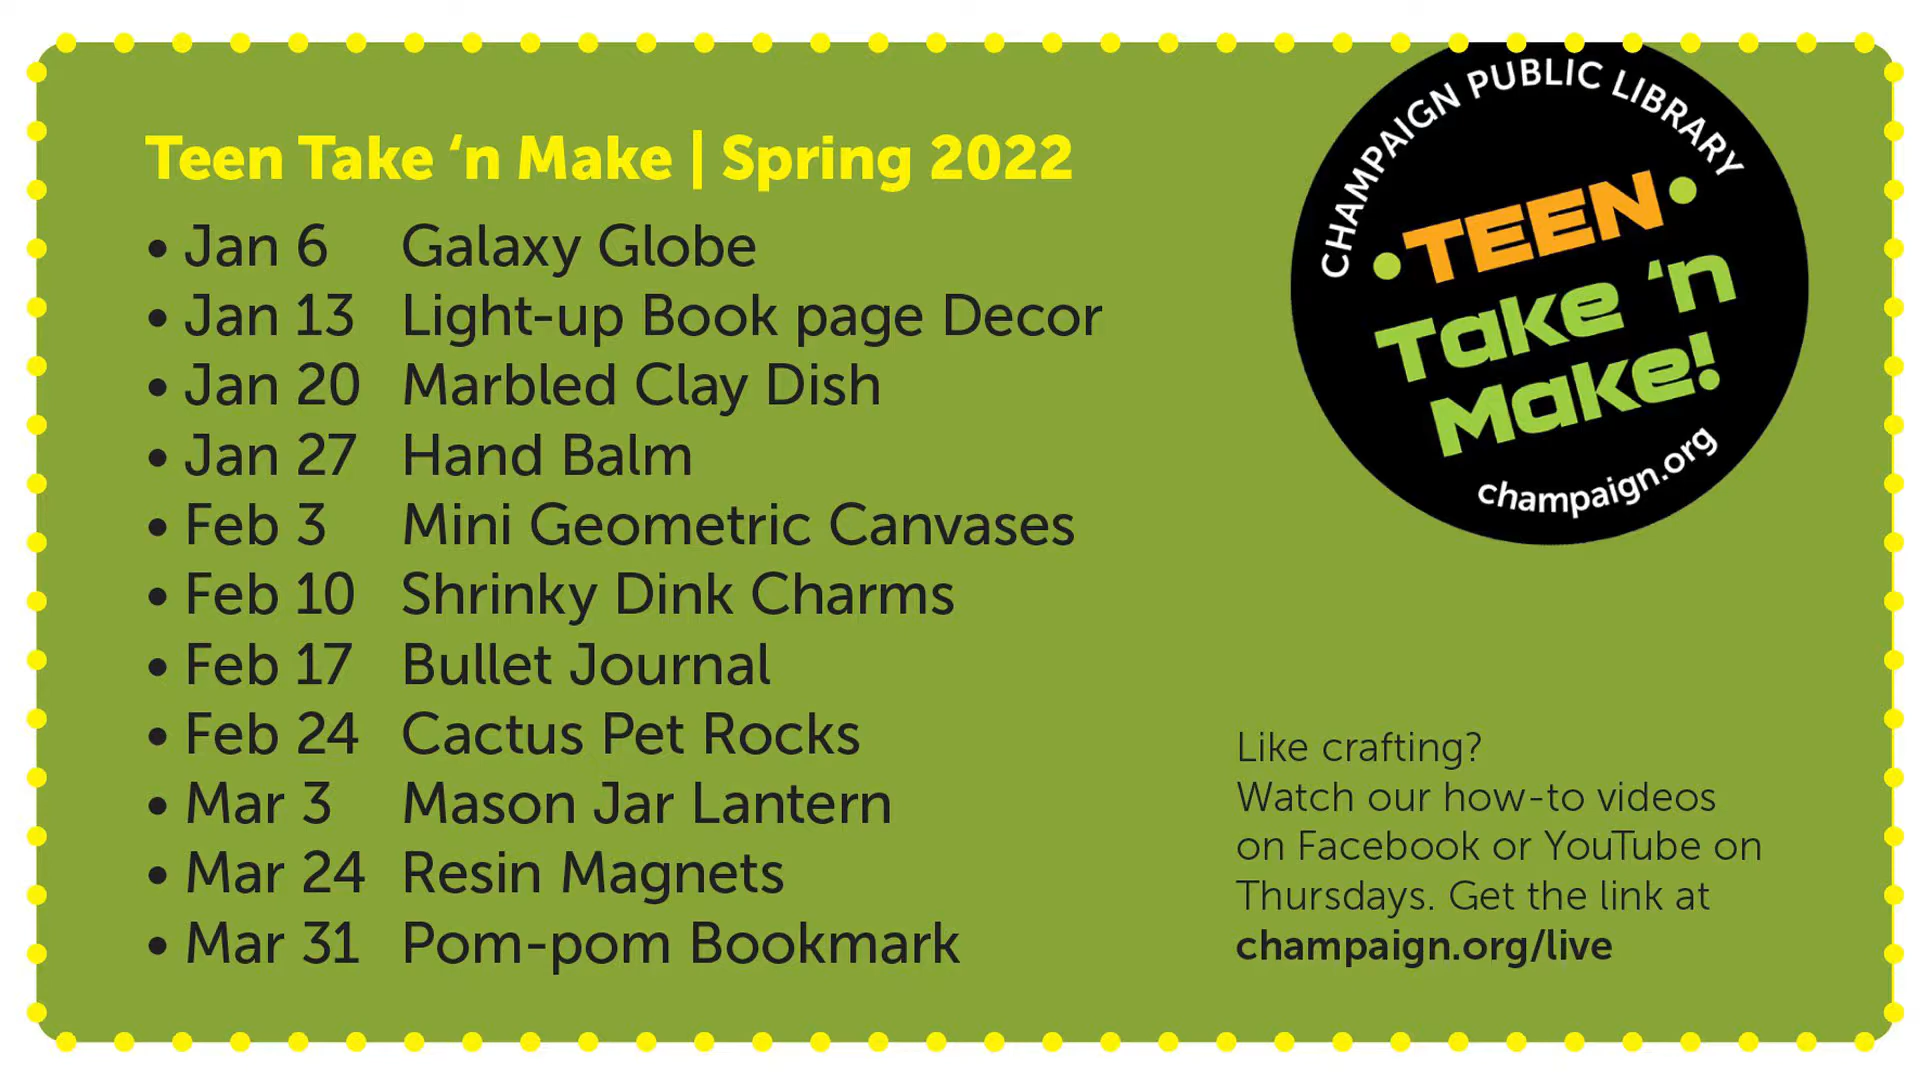 CHAMPAIGN PUBLIC LIBRARY
• TEEN •
Take ‘n
Make!
champaign.org
Teen Take ‘n Make | Spring 2022
• Jan 6 Galaxy Globe
• Jan 13 Light-up Book page Decor
• Jan 20 Marbled Clay Dish
• Jan 27 Hand Balm
• Feb 3 Mini Geometric Canvases
• Feb 10 Shrinky Dink Charms
• Feb 17 Bullet Journal
• Feb 24 Cactus Pet Rocks
• Mar 3 Mason Jar Lantern
• Mar 24 Resin Magnets
• Mar 31 Pom-pom Bookmark
Like crafting?
Watch our how-to videos
on Facebook or YouTube on
Thursdays. Get the link at
champaign.org/live